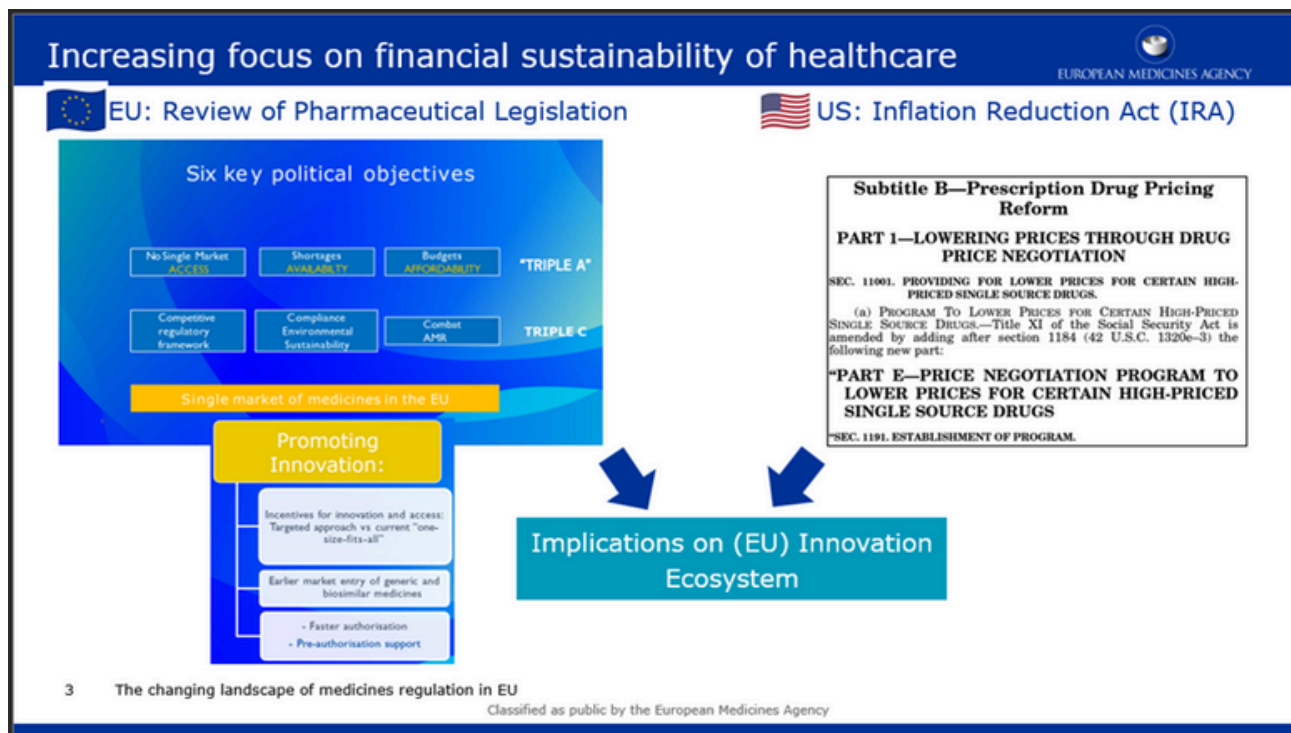 Increasing focus on financial sustainability of healthcare
EUROPEAN MEDICINES AGENCY
EU: Review of Pharmaceutical Legislation
US: Inflation Reduction Act (IRA)
Six key political objectives
No Single Market
ACCESS
Shortages
AVAILABILTY
Budgets
AFFORDABILITY
"TRIPLE A"
Competitive
regulatory
framework
Compliance
Environmental
Sustainability
Combat
AMR
TRIPLE C
Single market of medicines in the EU
Promoting
Innovation:
Incentives for innovation and access:
Targeted approach vs current "one-
size-fits-all"
Earlier market entry of generic and
biosimilar medicines
- Faster authorisation
- Pre-authorisation support
Subtitle B—Prescription Drug Pricing
Reform
PART 1—LOWERING PRICES THROUGH DRUG
PRICE NEGOTIATION
SEC. 11001. PROVIDING FOR LOWER PRICES FOR CERTAIN HIGH-
PRICED SINGLE SOURCE DRUGS.
(a) PROGRAM TO LOWER PRICES FOR CERTAIN HIGH-PRICED
SINGLE SOURCE DRUGS.—Title XI of the Social Security Act is
amended by adding after section 1184 (42 U.S.C. 1320e–3) the
following new part:
"PART E—PRICE NEGOTIATION PROGRAM TO
LOWER PRICES FOR CERTAIN HIGH-PRICED
SINGLE SOURCE DRUGS
"SEC. 1191. ESTABLISHMENT OF PROGRAM.
Implications on (EU) Innovation
Ecosystem
3 The changing landscape of medicines regulation in EU
Classified as public by the European Medicines Agency